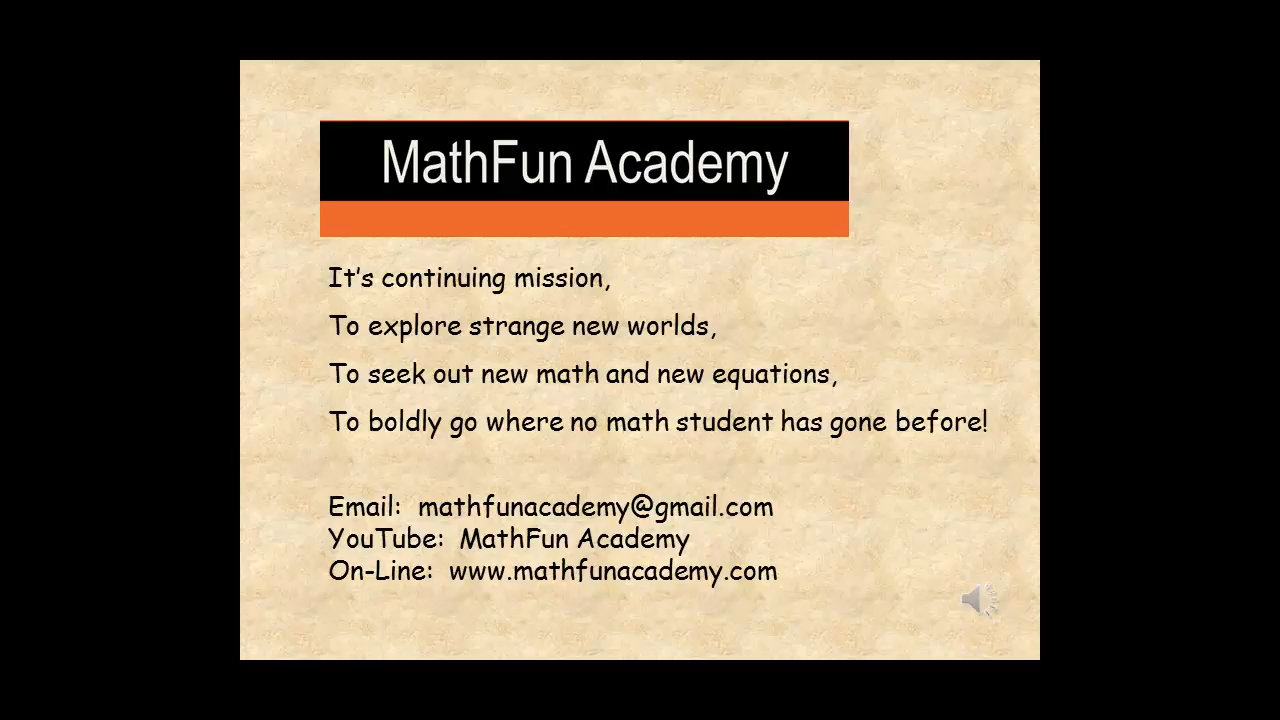 MathFun Academy
It's continuing mission,
To explore strange new worlds,
To seek out new math and new equations,
To boldly go where no math student has gone before!
Email: mathfunacademy@gmail.com
YouTube: MathFun Academy
On-Line: www.mathfunacademy.com